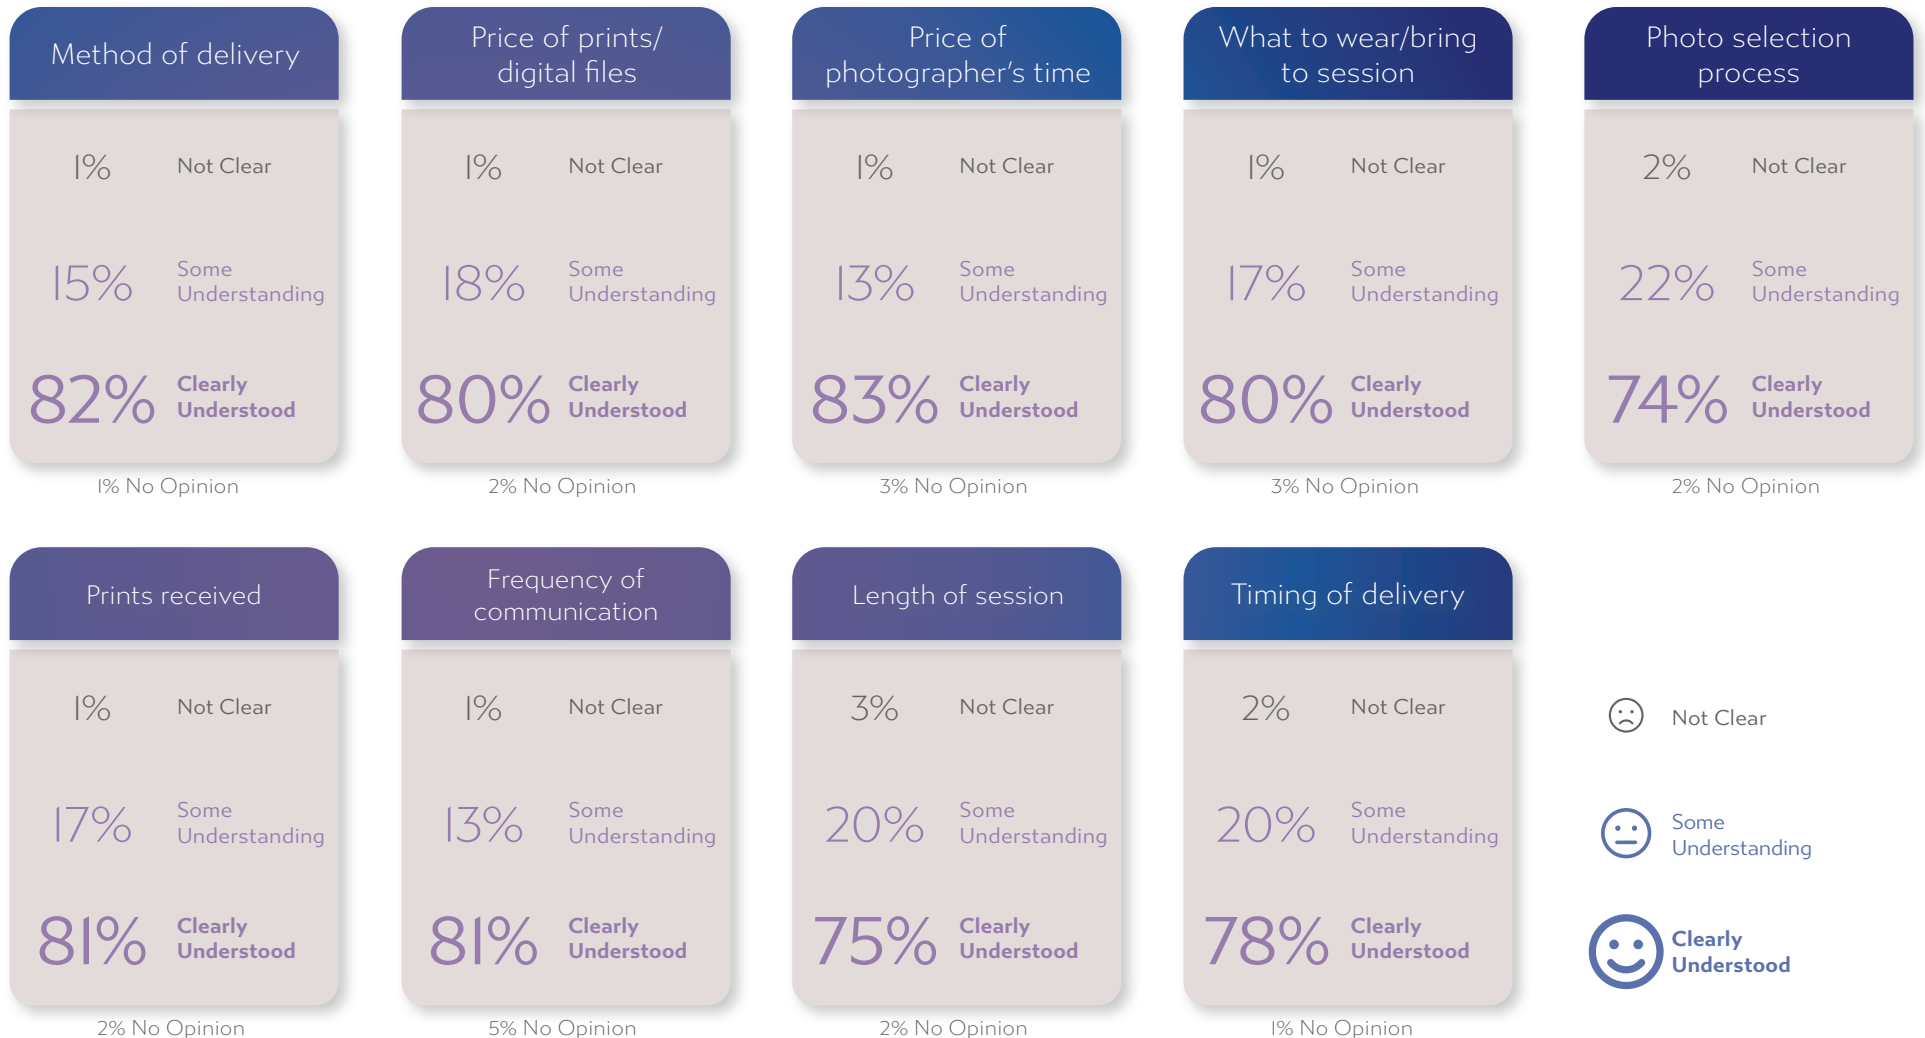 Method of delivery
1% Not Clear
15% Some
Understanding
82% Clearly
Understood
1% No Opinion
Price of prints/
digital files
1% Not Clear
18% Some
Understanding
80% Clearly
Understood
2% No Opinion
Price of
photographer's time
1% Not Clear
13% Some
Understanding
83% Clearly
Understood
3% No Opinion
What to wear/bring
to session
1% Not Clear
17% Some
Understanding
80% Clearly
Understood
3% No Opinion
Photo selection
process
2% Not Clear
22% Some
Understanding
74% Clearly
Understood
2% No Opinion
Prints received
1% Not Clear
17% Some
Understanding
81% Clearly
Understood
2% No Opinion
Frequency of
communication
1% Not Clear
13% Some
Understanding
81% Clearly
Understood
5% No Opinion
Length of session
3% Not Clear
20% Some
Understanding
75% Clearly
Understood
2% No Opinion
Timing of delivery
2% Not Clear
20% Some
Understanding
78% Clearly
Understood
1% No Opinion
Not Clear
Some
Understanding
Clearly
Understood